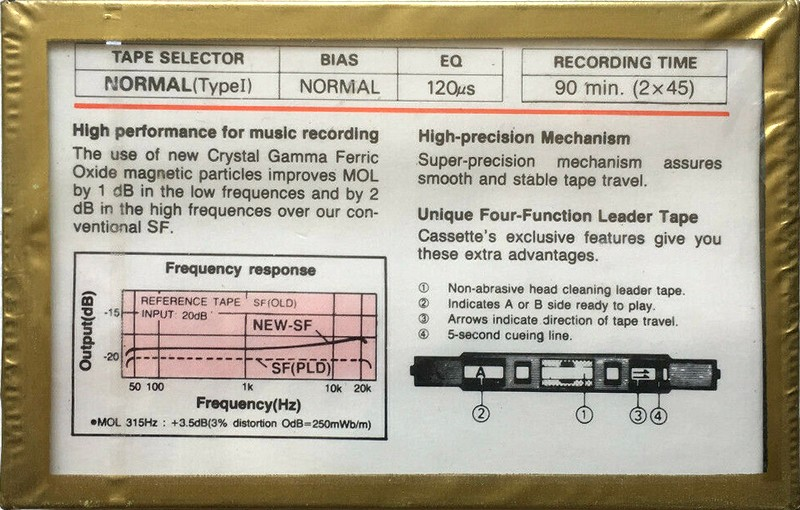 TAPE SELECTOR BIAS EQ RECORDING TIME
NORMAL(TypeI) NORMAL 120μs 90 min. (2×45)
High performance for music recording
The use of new Crystal Gamma Ferric
Oxide magnetic particles improves MOL
by 1 dB in the low frequences and by 2
dB in the high frequences over our con-
ventional SF.
Frequency response
Output(dB)
REFERENCE TAPE SF(OLD)
-15
INPUT 20dB
NEW-SF
-20
SF(PLD)
50 100 1k 10k 20k
Frequency(Hz)
●MOL 315Hz : +3.5dB(3% distortion OdB=250mWb/m)
High-precision Mechanism
Super-precision mechanism assures
smooth and stable tape travel.
Unique Four-Function Leader Tape
Cassette's exclusive features give you
these extra advantages.
① Non-abrasive head cleaning leader tape.
② Indicates A or B side ready to play.
③ Arrows indicate direction of tape travel.
④ 5-second cueing line.
A
② ① ③ ④